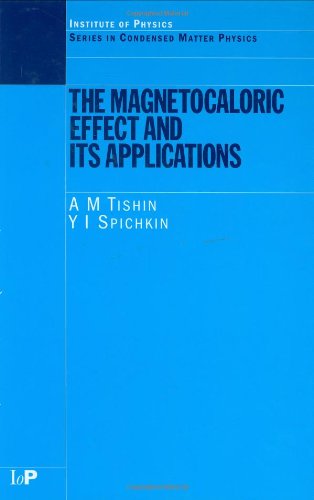 INSTITUTE OF PHYSICS
SERIES IN CONDENSED MATTER PHYSICS
THE MAGNETOCALORIC
EFFECT AND
ITS APPLICATIONS
A M TISHIN
Y I SPICHKIN
IoP